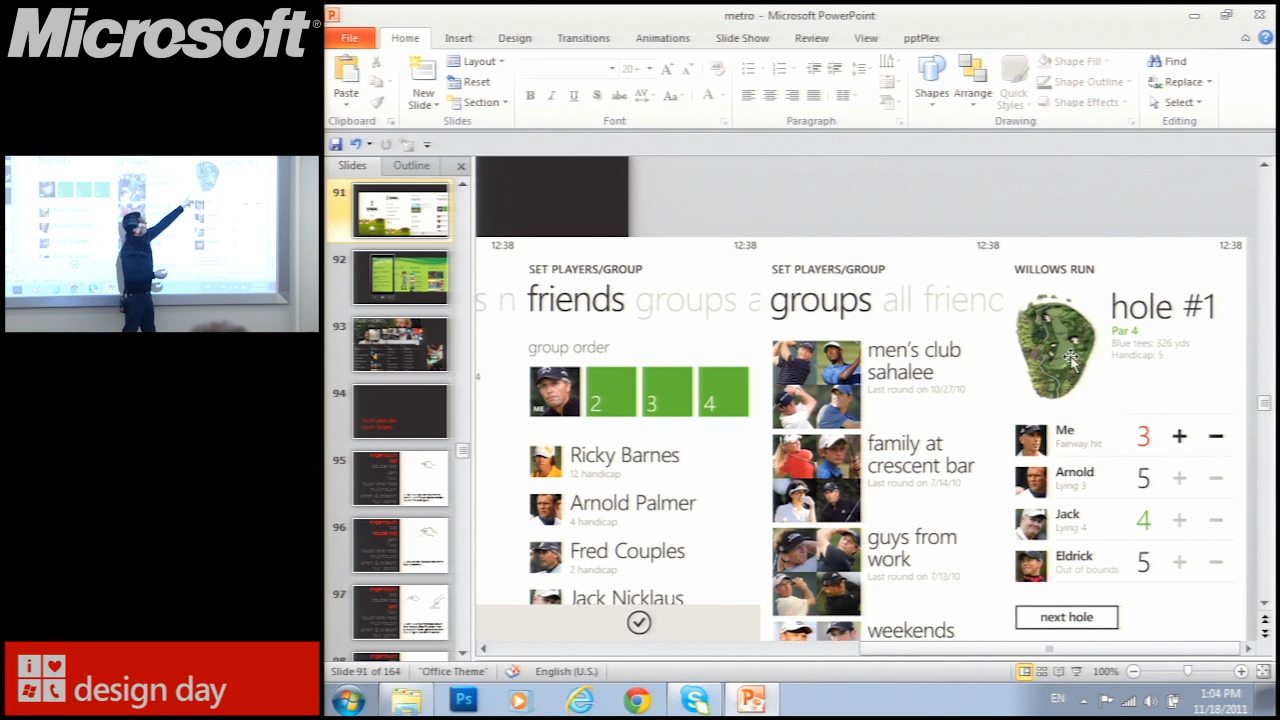 Microsoft®
metro - Microsoft PowerPoint
File
Home
Insert
Design
Transitions
Animations
Slide Show
Review
View
pptPlex
Paste
New
Slide
Layout
Reset
Section
20
Shapes
Arrange
Quick
Styles
Shape Fill
Shape Outline
Shape Effects
Find
Replace
Select
Clipboard
Slides
Font
Paragraph
Drawing
Editing
Slides
Outline
91
92
93
94
95
96
97
12:38
12:38
12:38
12:38
SET PLAYERS/GROUP
friends groups a
group order
ME
2
3
4
Ricky Barnes
12 handicap
Arnold Palmer
4 handicap
Fred Couples
2 handicap
Jack Nicklaus
SET PLAYERS/GROUP
groups all frienc
men's club
sahalee
Last round on 10/27/10
family at
crescent bar
Last round on 7/14/10
guys from
work
Last round on 7/13/10
weekends
WILLOWS RUN
hole #1
Par 4
Blue tees: 326 yds
Handicap: 5
Me
Fairway hit
3 + −
Arnold
Lying 3
5 + −
Jack
Lying 4
4 + −
Eldrick
Out of bounds
5 + −
next hole
Slide 91 of 164
"Office Theme"
English (U.S.)
100%
i
design day
Ps
EN
1:04 PM
11/18/2011